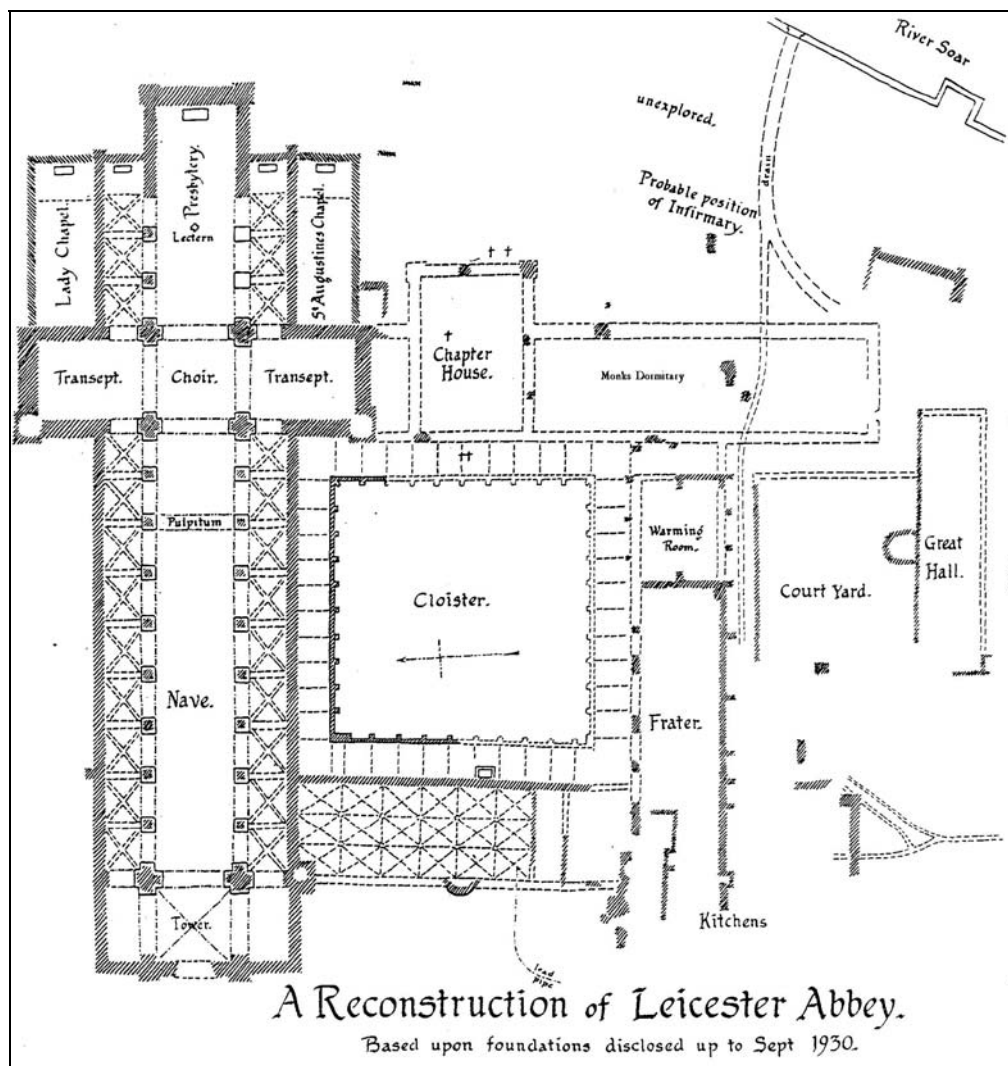 River Soar
unexplored.
drain
Probable position
of Infirmary.
Presbytery.
Lectern
Lady Chapel.
St Augustines Chapel.
Chapter
House.
Monks Dormitary
Transept.
Choir.
Transept.
Pulpitum
Warming
Room.
Great
Hall.
Court Yard.
Cloister.
Nave.
Frater.
Tower.
Kitchens
lead
pipe
A Reconstruction of Leicester Abbey.
Based upon foundations disclosed up to Sept 1930.